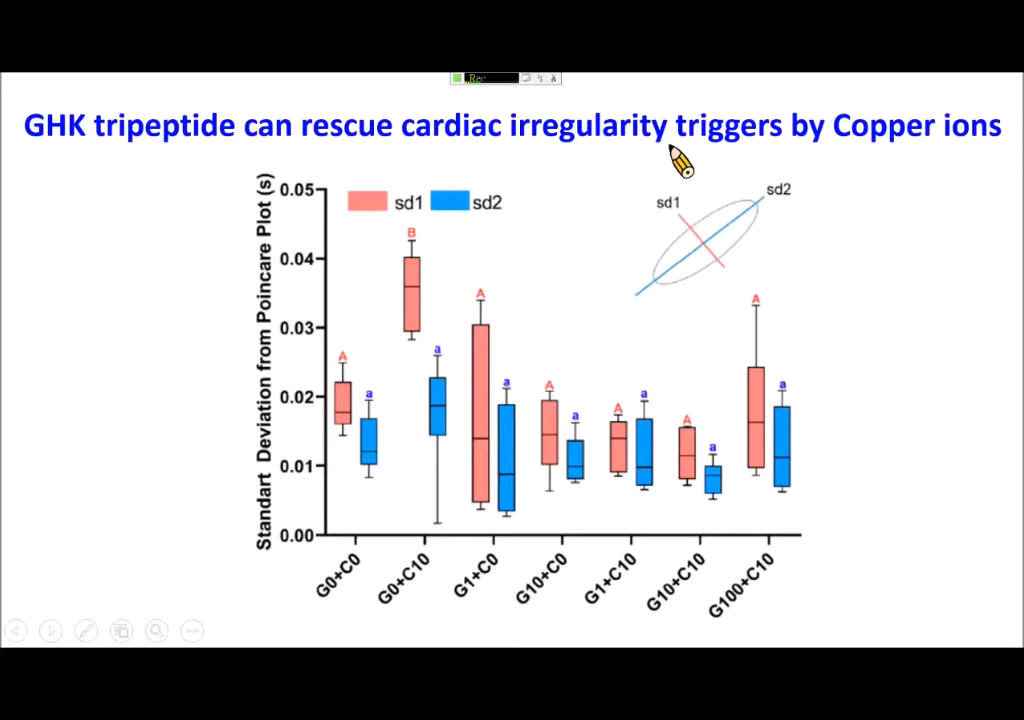 Rec
GHK tripeptide can rescue cardiac irregularity triggers by Copper ions
Standart Deviation from Poincare Plot (s)
0.05
0.04
0.03
0.02
0.01
0.00
sd1 sd2
sd1
sd2
A
a
B
a
A
a
A
a
A
a
A
a
A
a
G0+C0
G0+C10
G1+C0
G10+C0
G1+C10
G10+C10
G100+C10